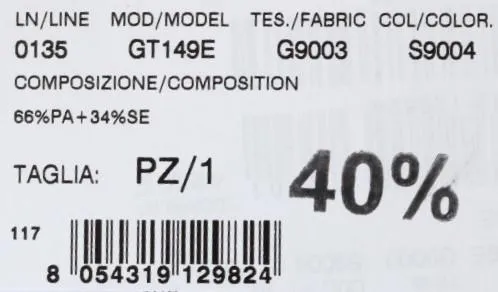 LN/LINE MOD/MODEL TES./FABRIC COL/COLOR.
0135 GT149E G9003 S9004
COMPOSIZIONE/COMPOSITION
66%PA+34%SE
TAGLIA: PZ/1 40%
117
8 054319 129824